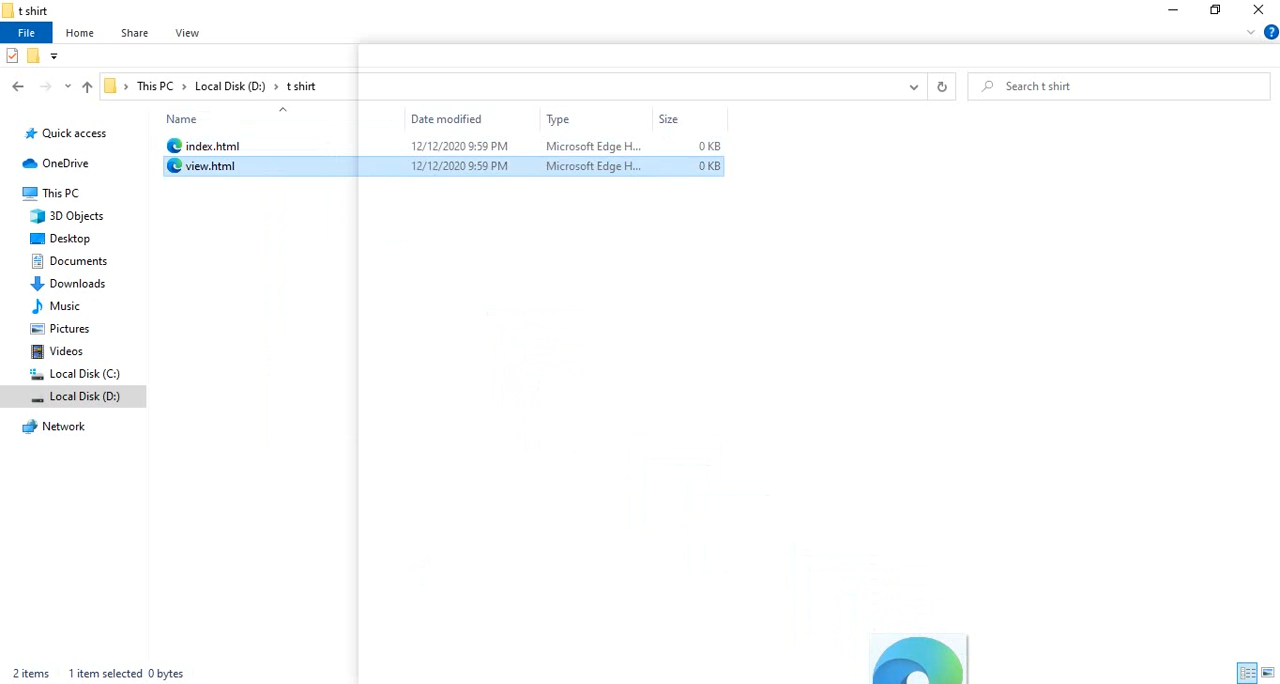 t shirt
File Home Share View
This PC Local Disk (D:) t shirt
Search t shirt
Name Date modified Type Size
index.html 12/12/2020 9:59 PM Microsoft Edge H... 0 KB
view.html 12/12/2020 9:59 PM Microsoft Edge H... 0 KB
Quick access
OneDrive
This PC
3D Objects
Desktop
Documents
Downloads
Music
Pictures
Videos
Local Disk (C:)
Local Disk (D:)
Network
2 items 1 item selected 0 bytes